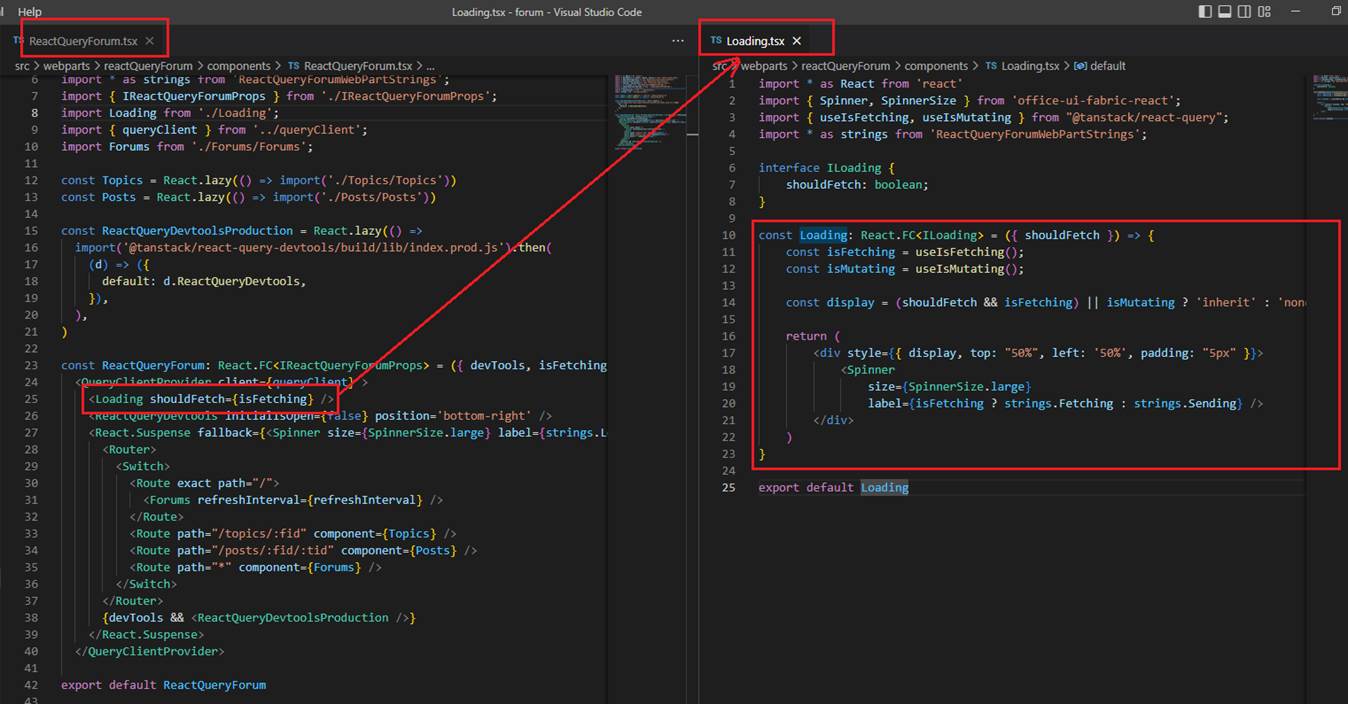 Help
Loading.tsx - forum - Visual Studio Code
TS ReactQueryForum.tsx
src > webparts > reactQueryForum > components > TS ReactQueryForumWebPart.tsx > ...
6 import * as strings from 'ReactQueryForumWebPartStrings';
7 import { IReactQueryForumProps } from './IReactQueryForumProps';
8 import Loading from './Loading';
9 import { queryClient } from '../queryClient';
10 import Forums from './Forums/Forums';
11
12 const Topics = React.lazy(() => import('./Topics/Topics'))
13 const Posts = React.lazy(() => import('./Posts/Posts'))
14
15 const ReactQueryDevtoolsProduction = React.lazy(() =>
16 import('@tanstack/react-query-devtools/build/lib/index.prod.js').then(
17 (d) => ({
18 default: d.ReactQueryDevtools,
19 }),
20 ),
21 )
22
23 const ReactQueryForum: React.FC<IReactQueryForumProps> = ({ devTools, isFetching
24 <QueryClientProvider client={queryClient} >
25 <Loading shouldFetch={isFetching} />
26 <ReactQueryDevtools initialIsOpen={false} position='bottom-right' />
27 <React.Suspense fallback={<Spinner size={SpinnerSize.large} label={strings.L
28 <Router>
29 <Switch>
30 <Route exact path="/">
31 <Forums refreshInterval={refreshInterval} />
32 </Route>
33 <Route path="/topics/:fid" component={Topics} />
34 <Route path="/posts/:fid/:tid" component={Posts} />
35 <Route path="*" component={Forums} />
36 </Switch>
37 </Router>
38 {devTools && <ReactQueryDevtoolsProduction />}
39 </React.Suspense>
40 </QueryClientProvider>
41
42 export default ReactQueryForum
43
TS Loading.tsx
src > webparts > reactQueryForum > components > TS Loading.tsx > default
1 import * as React from 'react'
2 import { Spinner, SpinnerSize } from 'office-ui-fabric-react';
3 import { useIsFetching, useIsMutating } from "@tanstack/react-query";
4 import * as strings from 'ReactQueryForumWebPartStrings';
5
6 interface ILoading {
7 shouldFetch: boolean;
8 }
9
10 const Loading: React.FC<ILoading> = ({ shouldFetch }) => {
11 const isFetching = useIsFetching();
12 const isMutating = useIsMutating();
13
14 const display = (shouldFetch && isFetching) || isMutating ? 'inherit' : 'none
15
16 return (
17 <div style={{ display, top: "50%", left: '50%', padding: "5px" }}>
18 <Spinner
19 size={SpinnerSize.large}
20 label={isFetching ? strings.Fetching : strings.Sending} />
21 </div>
22 )
23 }
24
25 export default Loading